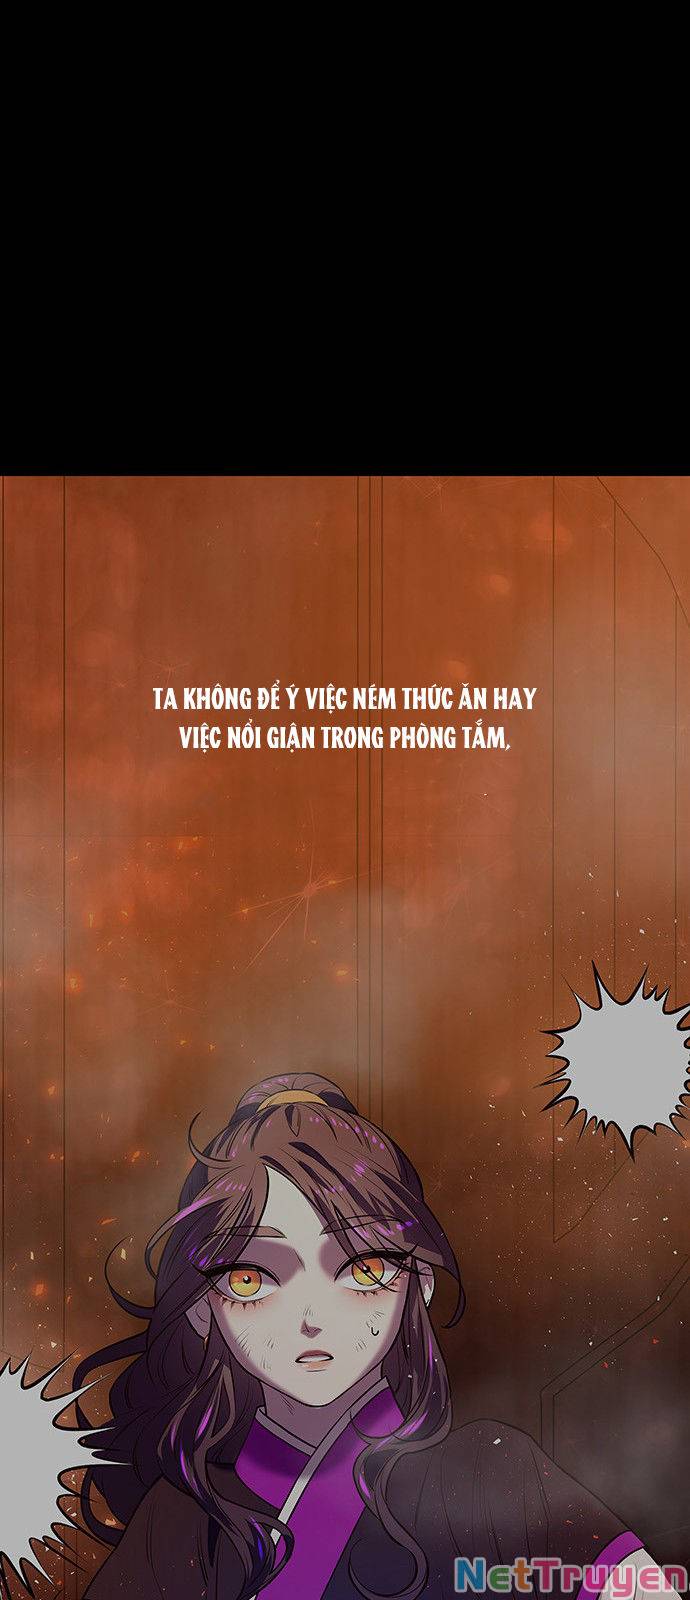 TA KHÔNG ĐỂ Ý VIỆC NÉM THỨC ĂN HAY
VIỆC NỔI GIẬN TRONG PHÒNG TẮM,
NetTruyen